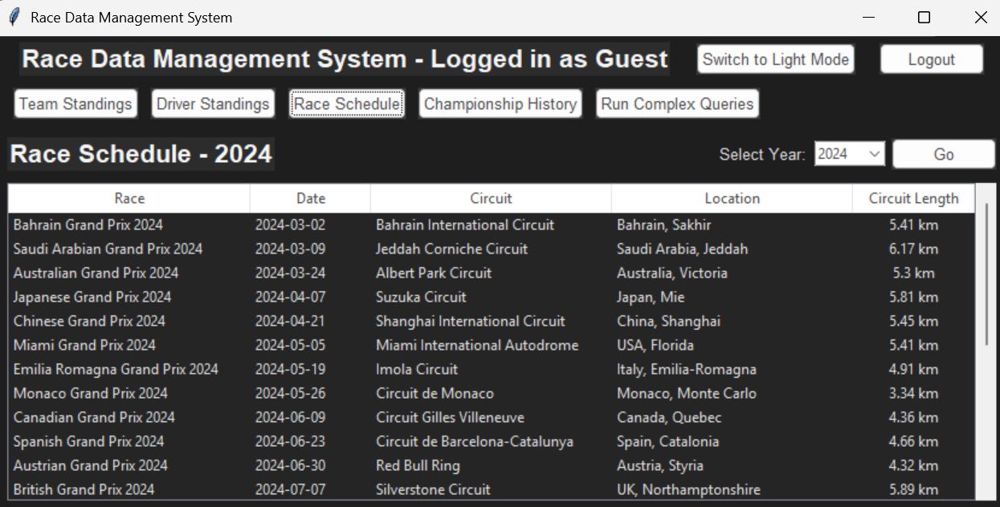 Race Data Management System
Race Data Management System - Logged in as Guest Switch to Light Mode Logout
Team Standings Driver Standings Race Schedule Championship History Run Complex Queries
Race Schedule - 2024 Select Year: 2024 Go
Race Date Circuit Location Circuit Length
Bahrain Grand Prix 2024 2024-03-02 Bahrain International Circuit Bahrain, Sakhir 5.41 km
Saudi Arabian Grand Prix 2024 2024-03-09 Jeddah Corniche Circuit Saudi Arabia, Jeddah 6.17 km
Australian Grand Prix 2024 2024-03-24 Albert Park Circuit Australia, Victoria 5.3 km
Japanese Grand Prix 2024 2024-04-07 Suzuka Circuit Japan, Mie 5.81 km
Chinese Grand Prix 2024 2024-04-21 Shanghai International Circuit China, Shanghai 5.45 km
Miami Grand Prix 2024 2024-05-05 Miami International Autodrome USA, Florida 5.41 km
Emilia Romagna Grand Prix 2024 2024-05-19 Imola Circuit Italy, Emilia-Romagna 4.91 km
Monaco Grand Prix 2024 2024-05-26 Circuit de Monaco Monaco, Monte Carlo 3.34 km
Canadian Grand Prix 2024 2024-06-09 Circuit Gilles Villeneuve Canada, Quebec 4.36 km
Spanish Grand Prix 2024 2024-06-23 Circuit de Barcelona-Catalunya Spain, Catalonia 4.66 km
Austrian Grand Prix 2024 2024-06-30 Red Bull Ring Austria, Styria 4.32 km
British Grand Prix 2024 2024-07-07 Silverstone Circuit UK, Northamptonshire 5.89 km